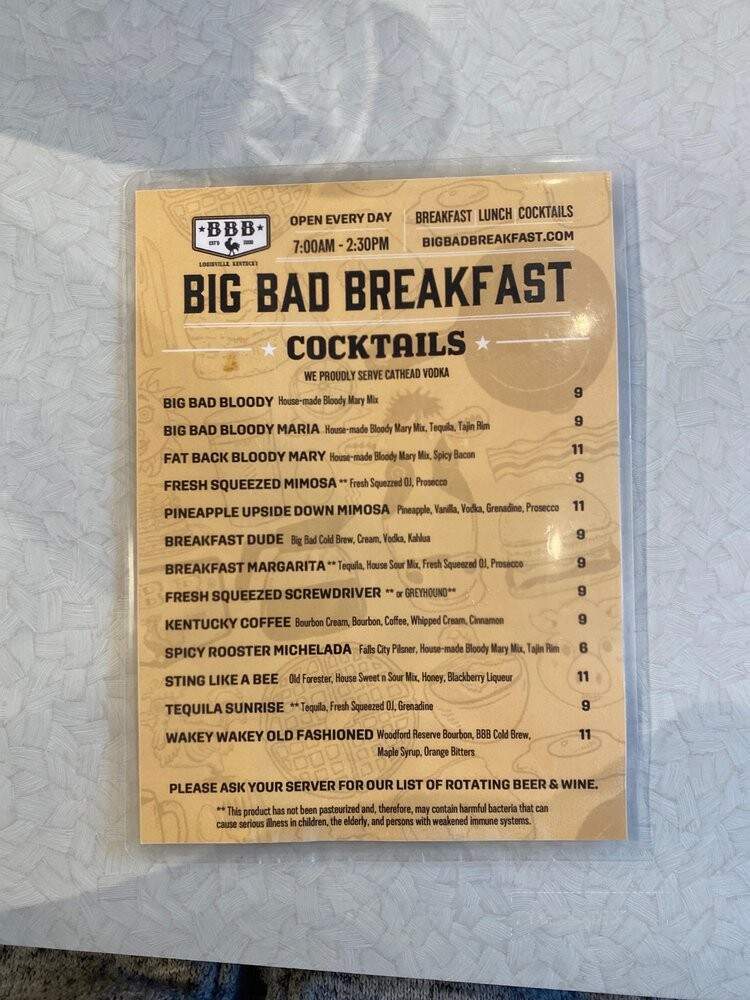 ★BBB★
EST'D 2008
LOUISVILLE, KENTUCKY
OPEN EVERY DAY
7:00AM - 2:30PM
BREAKFAST LUNCH COCKTAILS
BIGBADBREAKFAST.COM
BIG BAD BREAKFAST
★ COCKTAILS ★
WE PROUDLY SERVE CATHEAD VODKA
BIG BAD BLOODY House-made Bloody Mary Mix 9
BIG BAD BLOODY MARIA House-made Bloody Mary Mix, Tequila, Tajin Rim 9
FAT BACK BLOODY MARY House-made Bloody Mary Mix, Spicy Bacon 11
FRESH SQUEEZED MIMOSA ** Fresh Squezzed OJ, Prosecco 9
PINEAPPLE UPSIDE DOWN MIMOSA Pineapple, Vanilla, Vodka, Grenadine, Prosecco 11
BREAKFAST DUDE Big Bad Cold Brew, Cream, Vodka, Kahlua 9
BREAKFAST MARGARITA ** Tequila, House Sour Mix, Fresh Squeezed OJ, Prosecco 9
FRESH SQUEEZED SCREWDRIVER ** or GREYHOUND** 9
KENTUCKY COFFEE Bourbon Cream, Bourbon, Coffee, Whipped Cream, Cinnamon 9
SPICY ROOSTER MICHELADA Falls City Pilsner, House-made Bloody Mary Mix, Tajin Rim 6
STING LIKE A BEE Old Forester, House Sweet n Sour Mix, Honey, Blackberry Liqueur 11
TEQUILA SUNRISE ** Tequila, Fresh Squeezed OJ, Grenadine 9
WAKEY WAKEY OLD FASHIONED Woodford Reserve Bourbon, BBB Cold Brew, 11
Maple Syrup, Orange Bitters
PLEASE ASK YOUR SERVER FOR OUR LIST OF ROTATING BEER & WINE.
** This product has not been pasteurized and, therefore, may contain harmful bacteria that can
cause serious illness in children, the elderly, and persons with weakened immune systems.